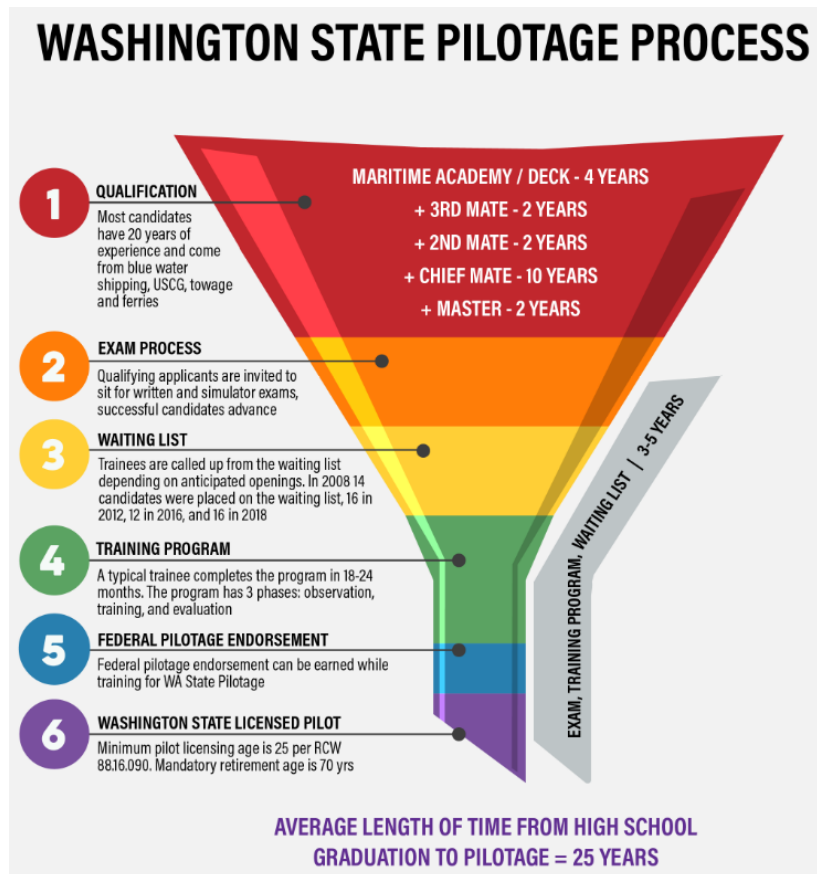 WASHINGTON STATE PILOTAGE PROCESS
1
QUALIFICATION
Most candidates
have 20 years of
experience and come
from blue water
shipping, USCG, towage
and ferries
MARITIME ACADEMY / DECK - 4 YEARS
+ 3RD MATE - 2 YEARS
+ 2ND MATE - 2 YEARS
+ CHIEF MATE - 10 YEARS
+ MASTER - 2 YEARS
2
EXAM PROCESS
Qualifying applicants are invited to
sit for written and simulator exams,
successful candidates advance
3
WAITING LIST
Trainees are called up from the waiting list
depending on anticipated openings. In 2008 14
candidates were placed on the waiting list, 16 in
2012, 12 in 2016, and 16 in 2018
4
TRAINING PROGRAM
A typical trainee completes the program in 18-24
months. The program has 3 phases: observation,
training, and evaluation
5
FEDERAL PILOTAGE ENDORSEMENT
Federal pilotage endorsement can be earned while
training for WA State Pilotage
6
WASHINGTON STATE LICENSED PILOT
Minimum pilot licensing age is 25 per RCW
88.16.090. Mandatory retirement age is 70 yrs
EXAM, TRAINING PROGRAM, WAITING LIST | 3-5 YEARS
AVERAGE LENGTH OF TIME FROM HIGH SCHOOL
GRADUATION TO PILOTAGE = 25 YEARS